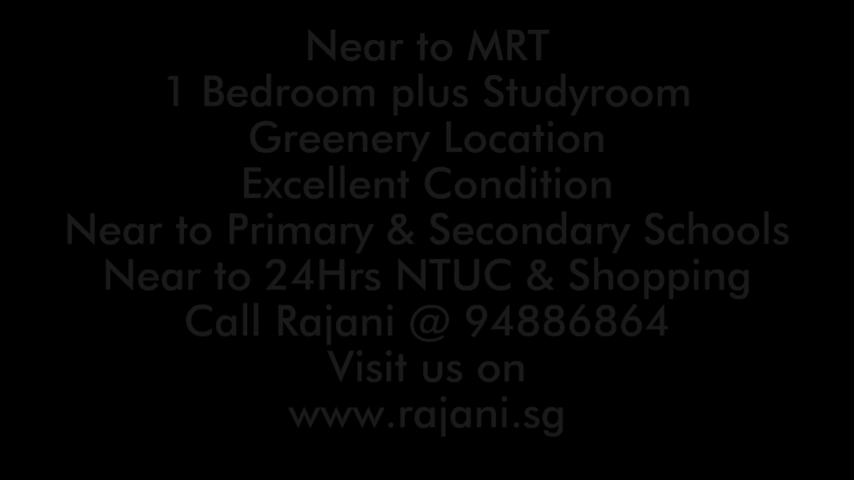 Near to MRT
1 Bedroom plus Studyroom
Greenery Location
Excellent Condition
Near to Primary & Secondary Schools
Near to 24Hrs NTUC & Shopping
Call Rajani @ 94886864
Visit us on
www.rajani.sg